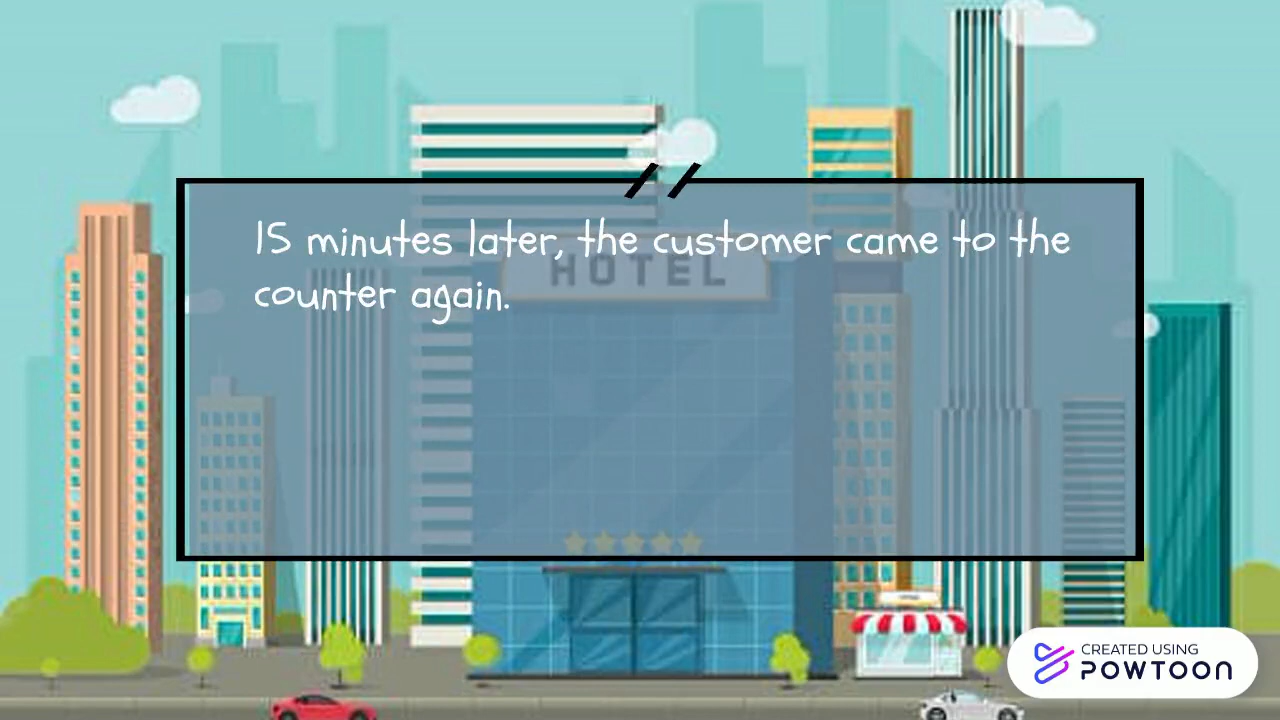 15 minutes later, the customer came to the
counter again.
HOTEL
CREATED USING
POWTOON